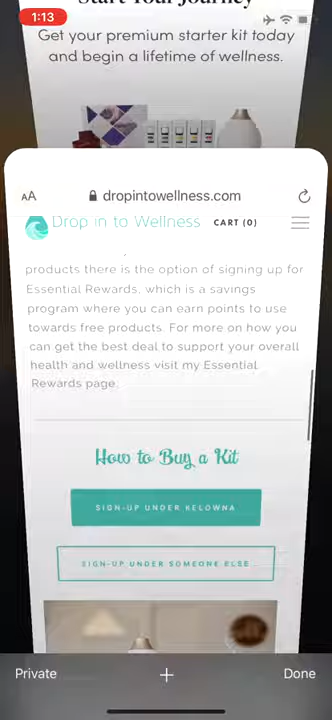 Start Your Journey
1:13
Get your premium starter kit today
and begin a lifetime of wellness.
AA
dropintowellness.com
Drop in to Wellness
CART (0)
products there is the option of signing up for
Essential Rewards, which is a savings
program where you can earn points to use
towards free products. For more on how you
can get the best deal to support your overall
health and wellness visit my Essential
Rewards page.
How to Buy a Kit
SIGN-UP UNDER KELOWNA
SIGN-UP UNDER SOMEONE ELSE
Private
+
Done